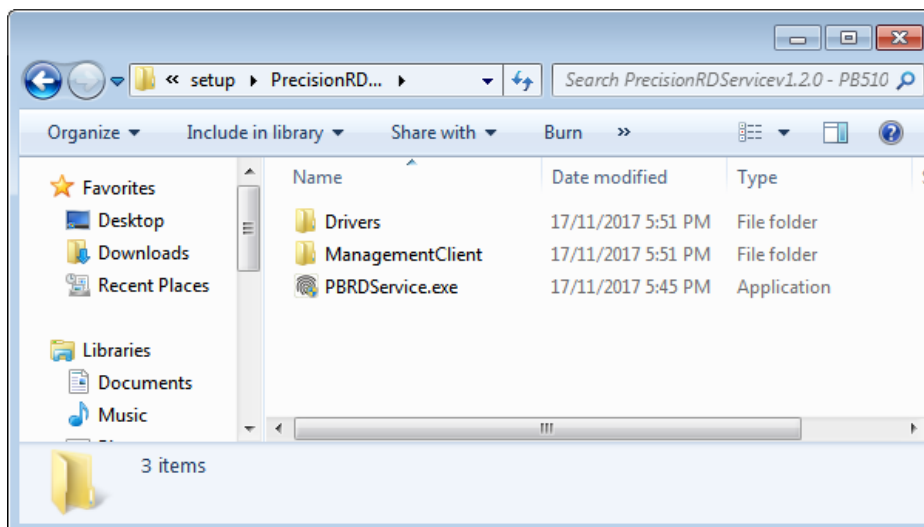 « setup ▸ PrecisionRD... ▸
Search PrecisionRDServicev1.2.0 - PB510
Organize ▾ Include in library ▾ Share with ▾ Burn »
Name Date modified Type
Favorites
Desktop
Downloads
Recent Places
Libraries
Documents
Music
Drivers 17/11/2017 5:51 PM File folder
ManagementClient 17/11/2017 5:51 PM File folder
PBRDService.exe 17/11/2017 5:45 PM Application
3 items